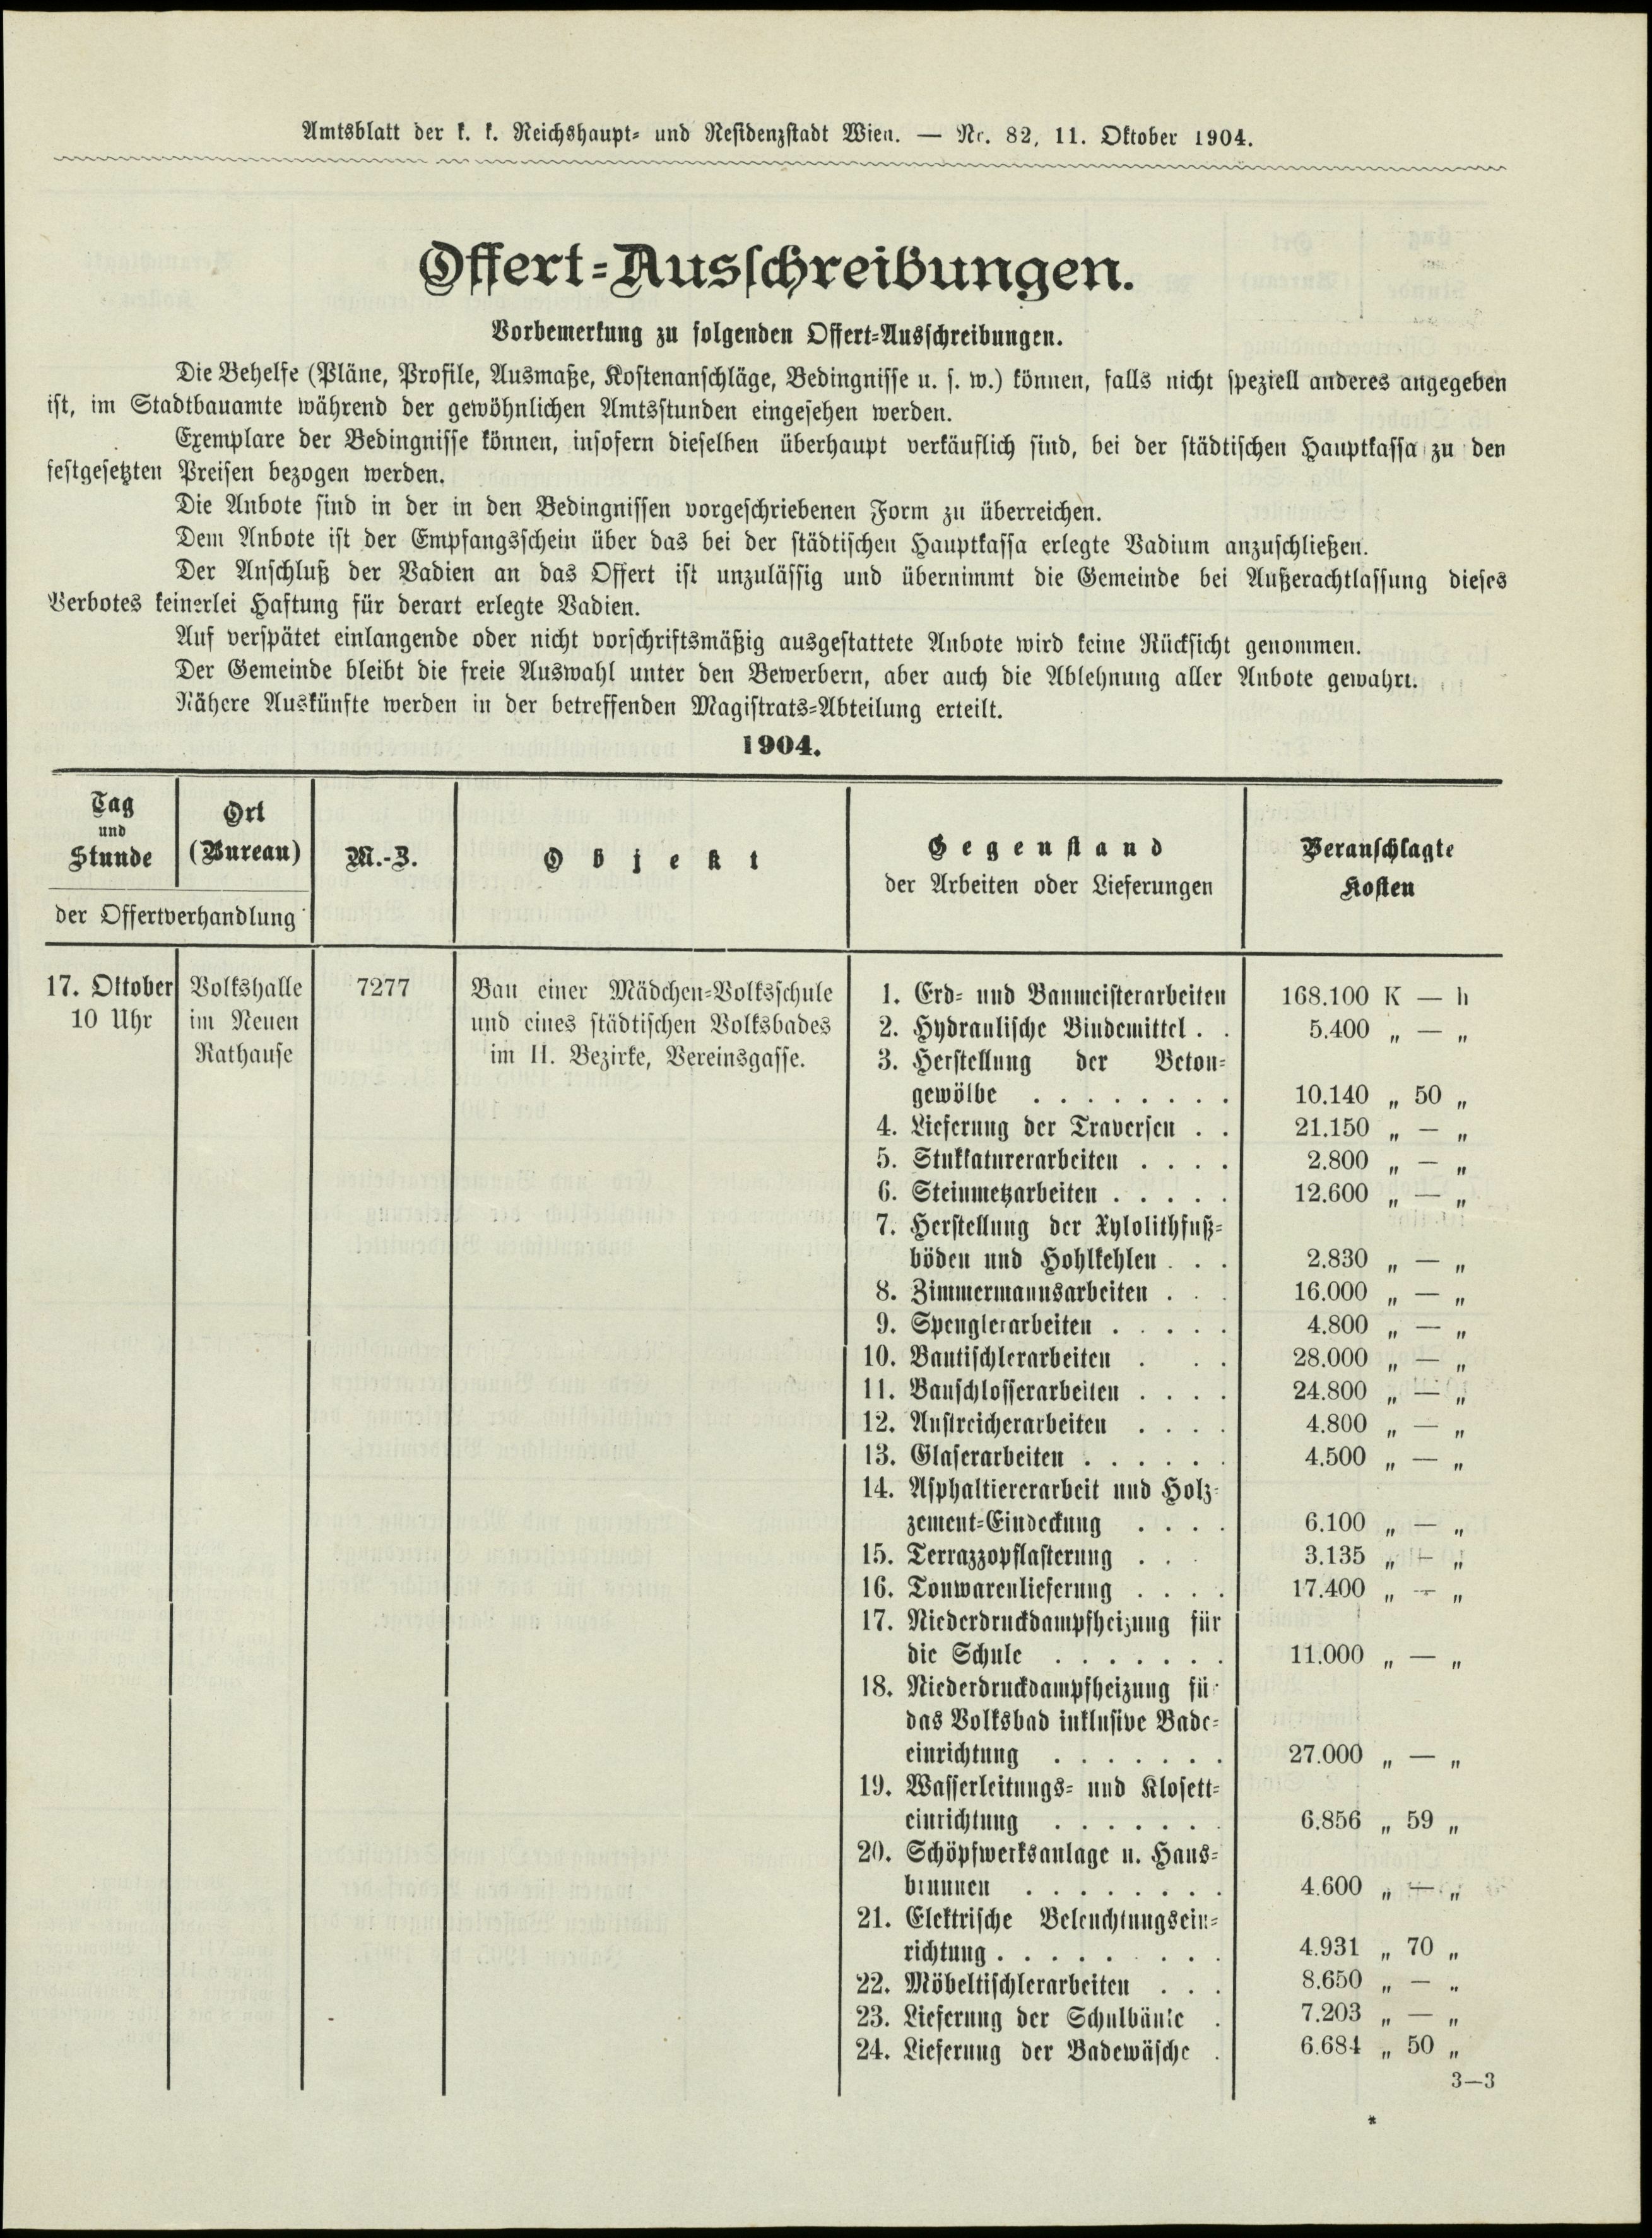 Amtsblatt der k. k. Reichshaupt- und Residenzstadt Wien. — Nr. 82, 11. Oktober 1904.
Offert-Ausschreibungen.
Vorbemerkung zu folgenden Offert-Ausschreibungen.
Die Behelfe (Pläne, Profile, Ausmaße, Kostenanschläge, Bedingnisse u. s. w.) können, falls nicht speziell anderes angegeben
ist, im Stadtbauamte während der gewöhnlichen Amtsstunden eingesehen werden.
Exemplare der Bedingnisse können, insofern dieselben überhaupt verkäuflich sind, bei der städtischen Hauptkassa zu den
festgesetzten Preisen bezogen werden.
Die Anbote sind in der in den Bedingnissen vorgeschriebenen Form zu überreichen.
Dem Anbote ist der Empfangsschein über das bei der städtischen Hauptkassa erlegte Vadium anzuschließen.
Der Anschluß der Vadien an das Offert ist unzulässig und übernimmt die Gemeinde bei Außerachtlassung dieses
Verbotes keinerlei Haftung für derart erlegte Vadien.
Auf verspätet einlangende oder nicht vorschriftsmäßig ausgestattete Anbote wird keine Rücksicht genommen.
Der Gemeinde bleibt die freie Auswahl unter den Bewerbern, aber auch die Ablehnung aller Anbote gewahrt.
Nähere Auskünfte werden in der betreffenden Magistrats-Abteilung erteilt.
1904.
Tag und Stunde
Ort (Bureau)
der Offertverhandlung
M.-Z.
Objekt
Gegenstand
der Arbeiten oder Lieferungen
Veranschlagte
Kosten
17. Oktober
10 Uhr
Volkshalle
im Neuen
Rathause
7277
Bau einer Mädchen-Volksschule
und eines städtischen Volksbades
im II. Bezirke, Vereinsgasse.
1. Erd- und Baumeisterarbeiten 168.100 K — h
2. Hydraulische Bindemittel . . 5.400 „ — „
3. Herstellung der Beton-
gewölbe . . . . . . . . 10.140 „ 50 „
4. Lieferung der Traversen . . 21.150 „ — „
5. Stukkaturerarbeiten . . . . 2.800 „ — „
6. Steinmetzarbeiten . . . . . 12.600 „ — „
7. Herstellung der Xylolithfuß-
böden und Hohlkehlen . . . 2.830 „ — „
8. Zimmermannsarbeiten . . . 16.000 „ — „
9. Spenglerarbeiten . . . . . 4.800 „ — „
10. Bautischlerarbeiten . . . 28.000 „ — „
11. Bauschlosserarbeiten . . . . 24.800 „ — „
12. Anstreicherarbeiten . . . . 4.800 „ — „
13. Glaserarbeiten . . . . . . 4.500 „ — „
14. Asphaltiererarbeit und Holz-
zement-Eindeckung . . . . 6.100 „ — „
15. Terrazzopflasterung . . . 3.135 „ — „
16. Tonwarenlieferung . . . . 17.400 „ — „
17. Niederdruckdampfheizung für
die Schule . . . . . . . 11.000 „ — „
18. Niederdruckdampfheizung fü
das Volksbad inklusive Bade-
einrichtung . . . . . . . 27.000 „ — „
19. Wasserleitungs- und Klosett-
einrichtung . . . . . . . 6.856 „ 59 „
20. Schöpfwerksanlage u. Haus-
brunnen . . . . . . . . 4.600 „ — „
21. Elektrische Beleuchtungsein-
richtung . . . . . . . . . 4.931 „ 70 „
22. Möbeltischlerarbeiten . . . 8.650 „ — „
23. Lieferung der Schulbänke . 7.203 „ — „
24. Lieferung der Badewäsche . 6.684 „ 50 „
3—3
*